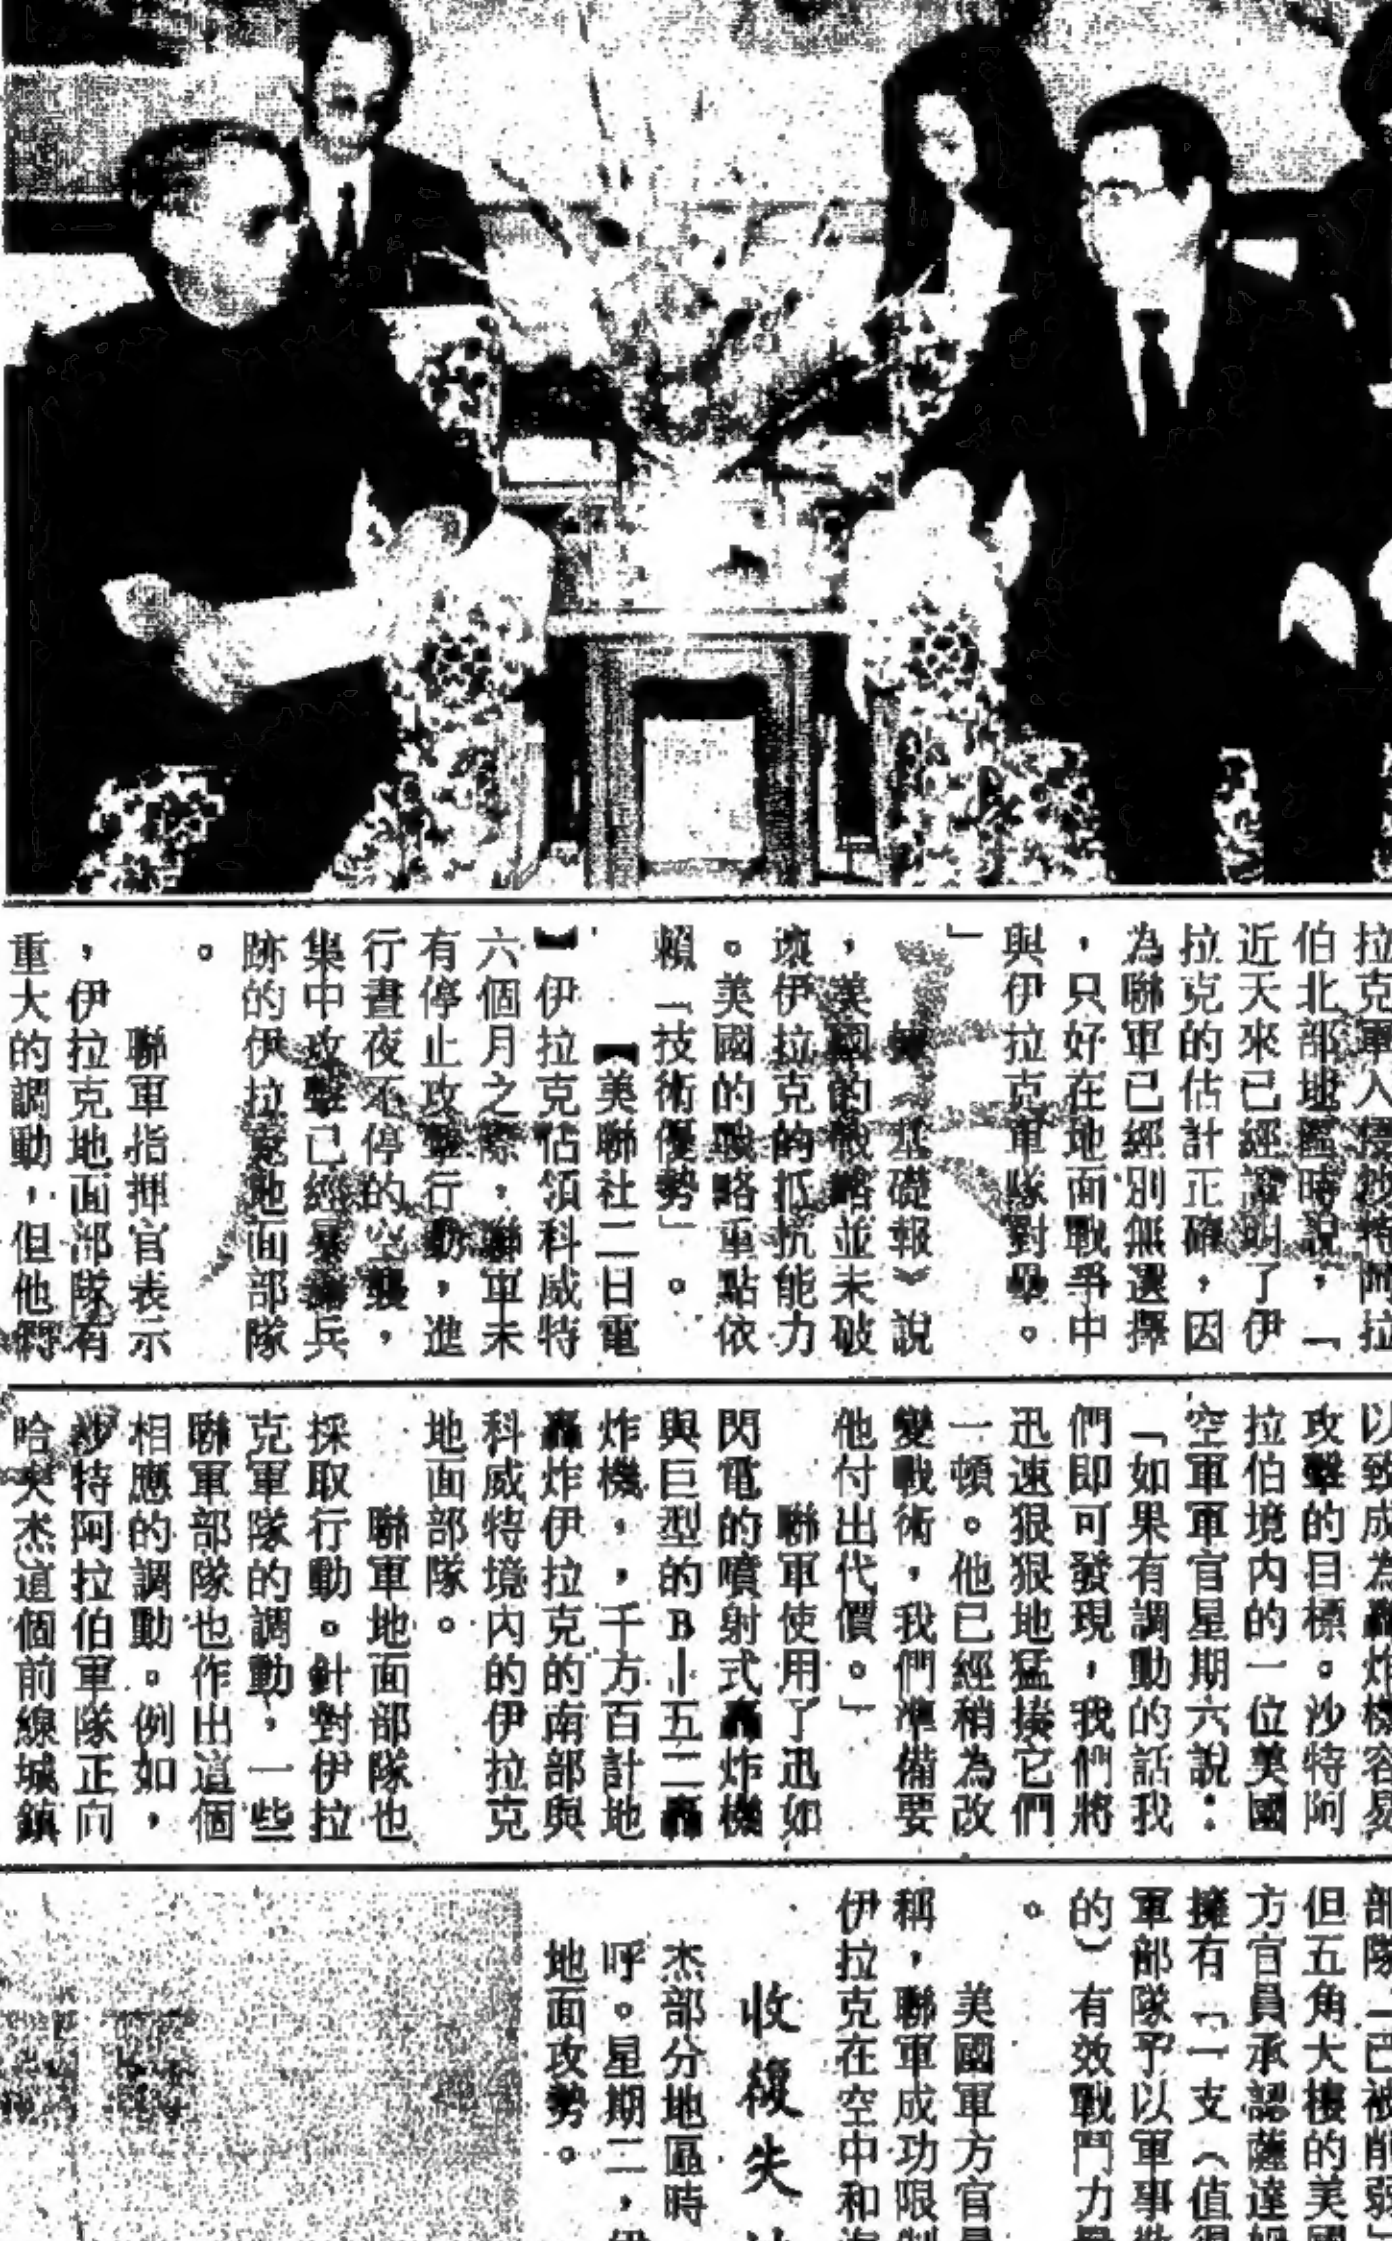 拉克軍入侵沙特阿拉
伯北部地區時說，「
近天來已經證明了伊
拉克的估計正確，因
為聯軍已經別無選擇
，只好在地面戰爭中
與伊拉克軍隊對壘。
」
據《基礎報》說
，美國的戰略並未破
壞伊拉克的抵抗能力
。美國的戰略重點依
賴「技術優勢」。
【美聯社二日電
】伊拉克佔領科威特
六個月之際，聯軍未
有停止攻擊行動，進
行晝夜不停的空襲，
集中攻擊已經暴露兵
跡的伊拉克地面部隊
。
聯軍指揮官表示
，伊拉克地面部隊有
重大的調動，但他們
以致成為轟炸機容易
攻擊的目標。沙特阿
拉伯境內的一位美國
空軍軍官星期六說：
「如果有調動的話我
們即可發現，我們將
迅速狠狠地猛揍它們
一頓。他已經稍為改
變戰術，我們準備要
他付出代價。」
聯軍使用了迅如
閃電的噴射式轟炸機
與巨型的B－五二轟
炸機，，千方百計地
轟炸伊拉克的南部與
科威特境內的伊拉克
地面部隊。
聯軍地面部隊也
採取行動。針對伊拉
克軍隊的調動，一些
聯軍部隊也作出這個
相應的調動。例如，
沙特阿拉伯軍隊正向
哈夫杰這個前線城鎮
部隊「已被削弱」
但五角大樓的美國
方官員承認薩達姆
擁有「一支（值得
軍部隊予以軍事
的）有效戰鬥力量
。
美國軍方官員
稱，聯軍成功限制
伊拉克在空中和海
收復失
杰部分地區時
呼。星期二，伊
地面攻勢。